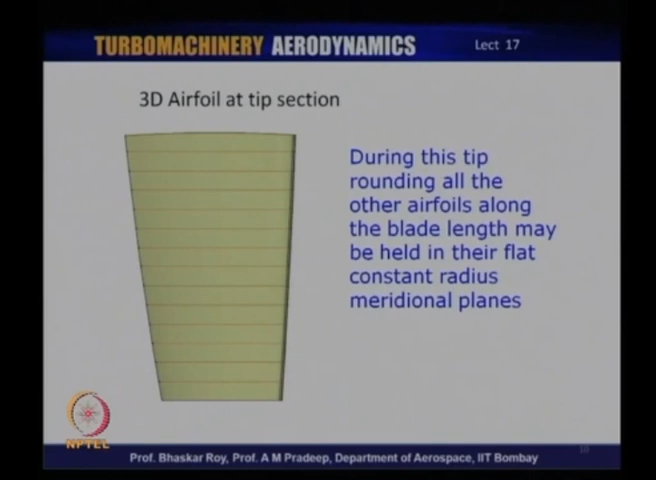 TURBOMACHINERY AERODYNAMICS
Lect 17
3D Airfoil at tip section
During this tip
rounding all the
other airfoils along
the blade length may
be held in their flat
constant radius
meridional planes
NPTEL
Prof. Bhaskar Roy, Prof. A M Pradeep, Department of Aerospace, IIT Bombay